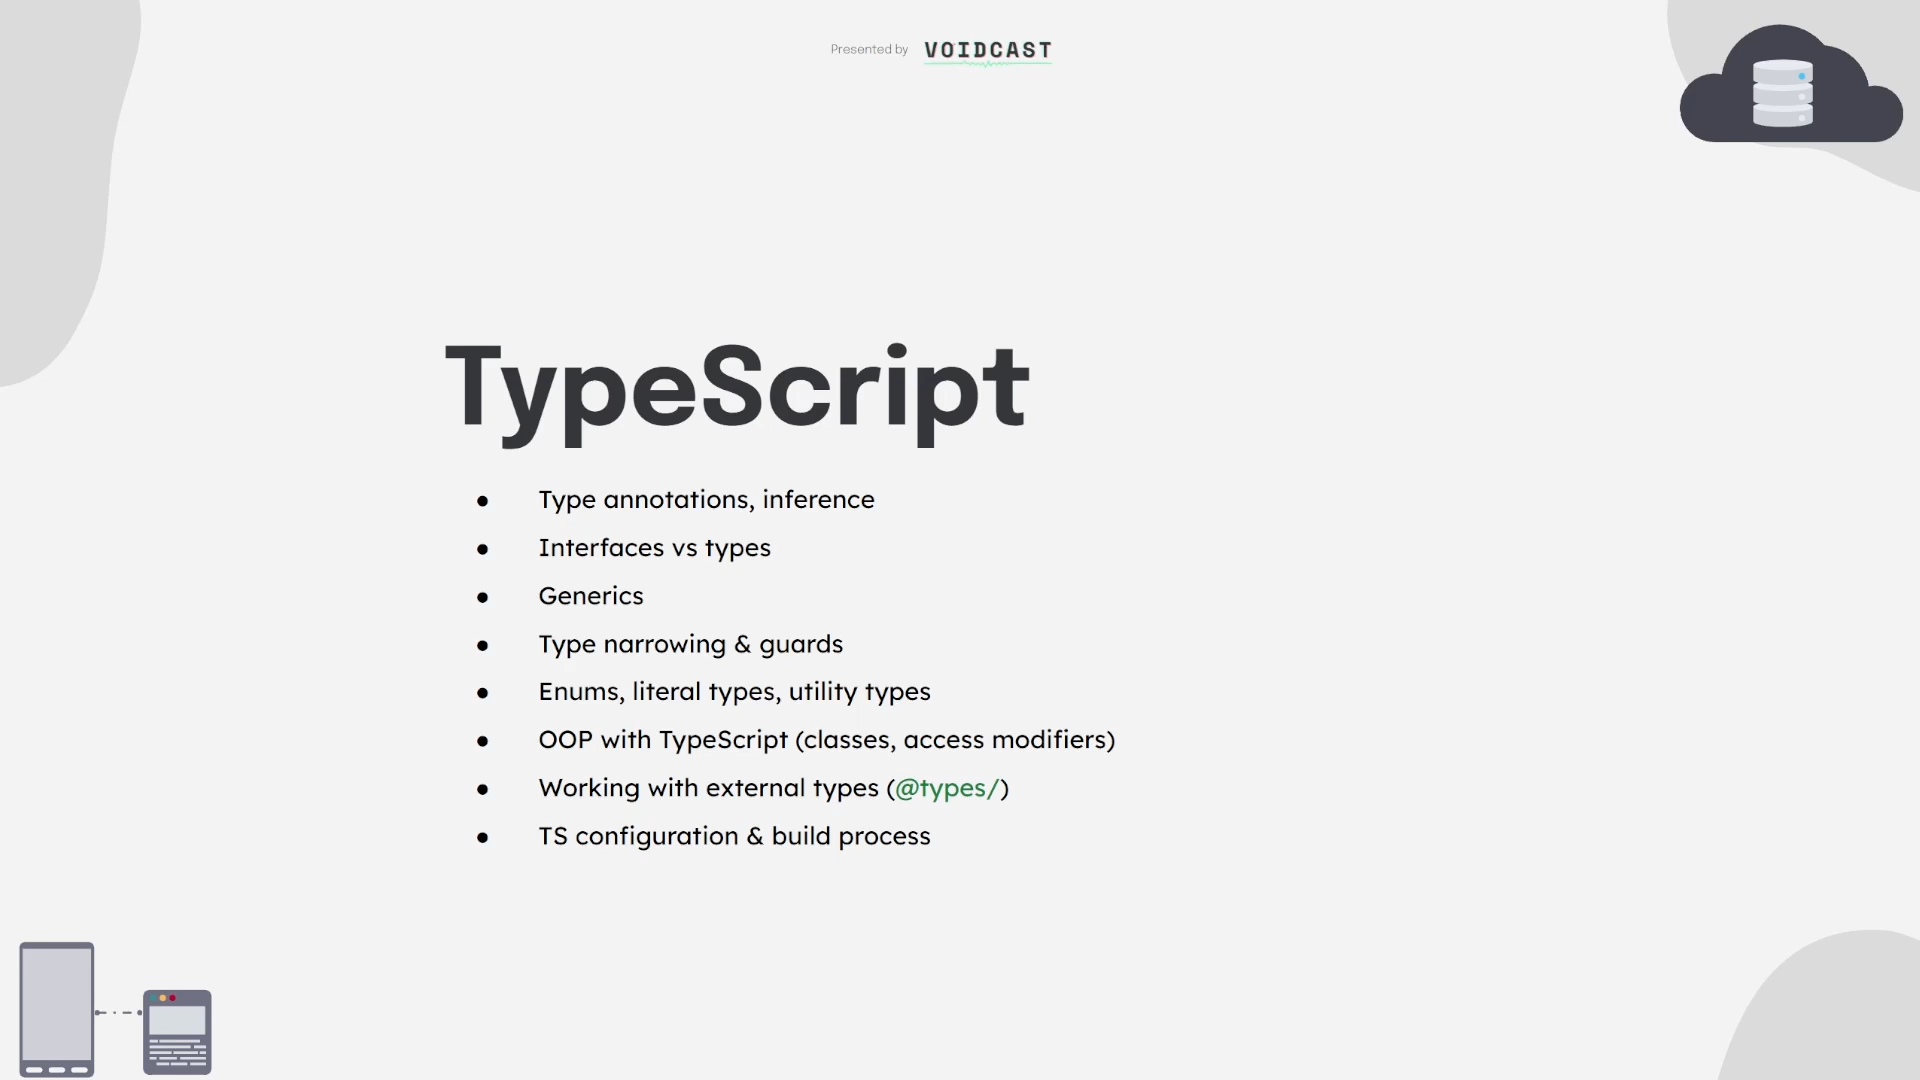 Presented by VOIDCAST
TypeScript
● Type annotations, inference
● Interfaces vs types
● Generics
● Type narrowing & guards
● Enums, literal types, utility types
● OOP with TypeScript (classes, access modifiers)
● Working with external types (@types/)
● TS configuration & build process